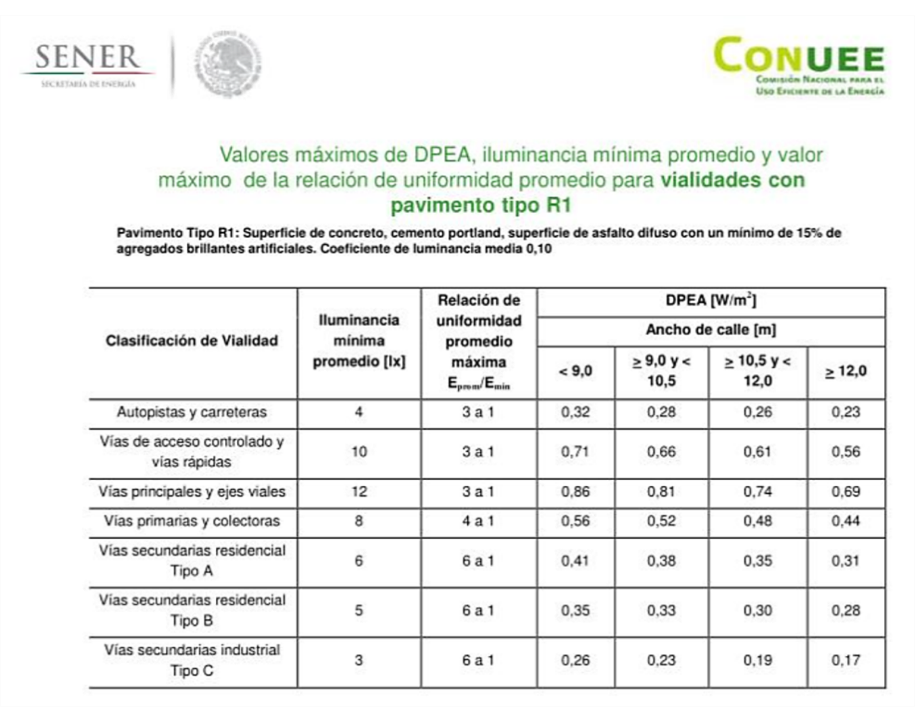 SENER
SECRETARÍA DE ENERGÍA
ESTADOS UNIDOS MEXICANOS
CONUEE
COMISIÓN NACIONAL PARA EL
USO EFICIENTE DE LA ENERGÍA
Valores máximos de DPEA, iluminancia mínima promedio y valor
máximo de la relación de uniformidad promedio para vialidades con
pavimento tipo R1
Pavimento Tipo R1: Superficie de concreto, cemento portland, superficie de asfalto difuso con un mínimo de 15% de
agregados brillantes artificiales. Coeficiente de luminancia media 0,10
Clasificación de Vialidad
Iluminancia
mínima
promedio [lx]
Relación de
uniformidad
promedio
máxima
Eprom/Emin
DPEA [W/m²]
Ancho de calle [m]
< 9,0
≥ 9,0 y <
10,5
≥ 10,5 y <
12,0
≥ 12,0
Autopistas y carreteras 4 3 a 1 0,32 0,28 0,26 0,23
Vías de acceso controlado y
vías rápidas 10 3 a 1 0,71 0,66 0,61 0,56
Vías principales y ejes viales 12 3 a 1 0,86 0,81 0,74 0,69
Vías primarias y colectoras 8 4 a 1 0,56 0,52 0,48 0,44
Vías secundarias residencial
Tipo A 6 6 a 1 0,41 0,38 0,35 0,31
Vías secundarias residencial
Tipo B 5 6 a 1 0,35 0,33 0,30 0,28
Vías secundarias industrial
Tipo C 3 6 a 1 0,26 0,23 0,19 0,17